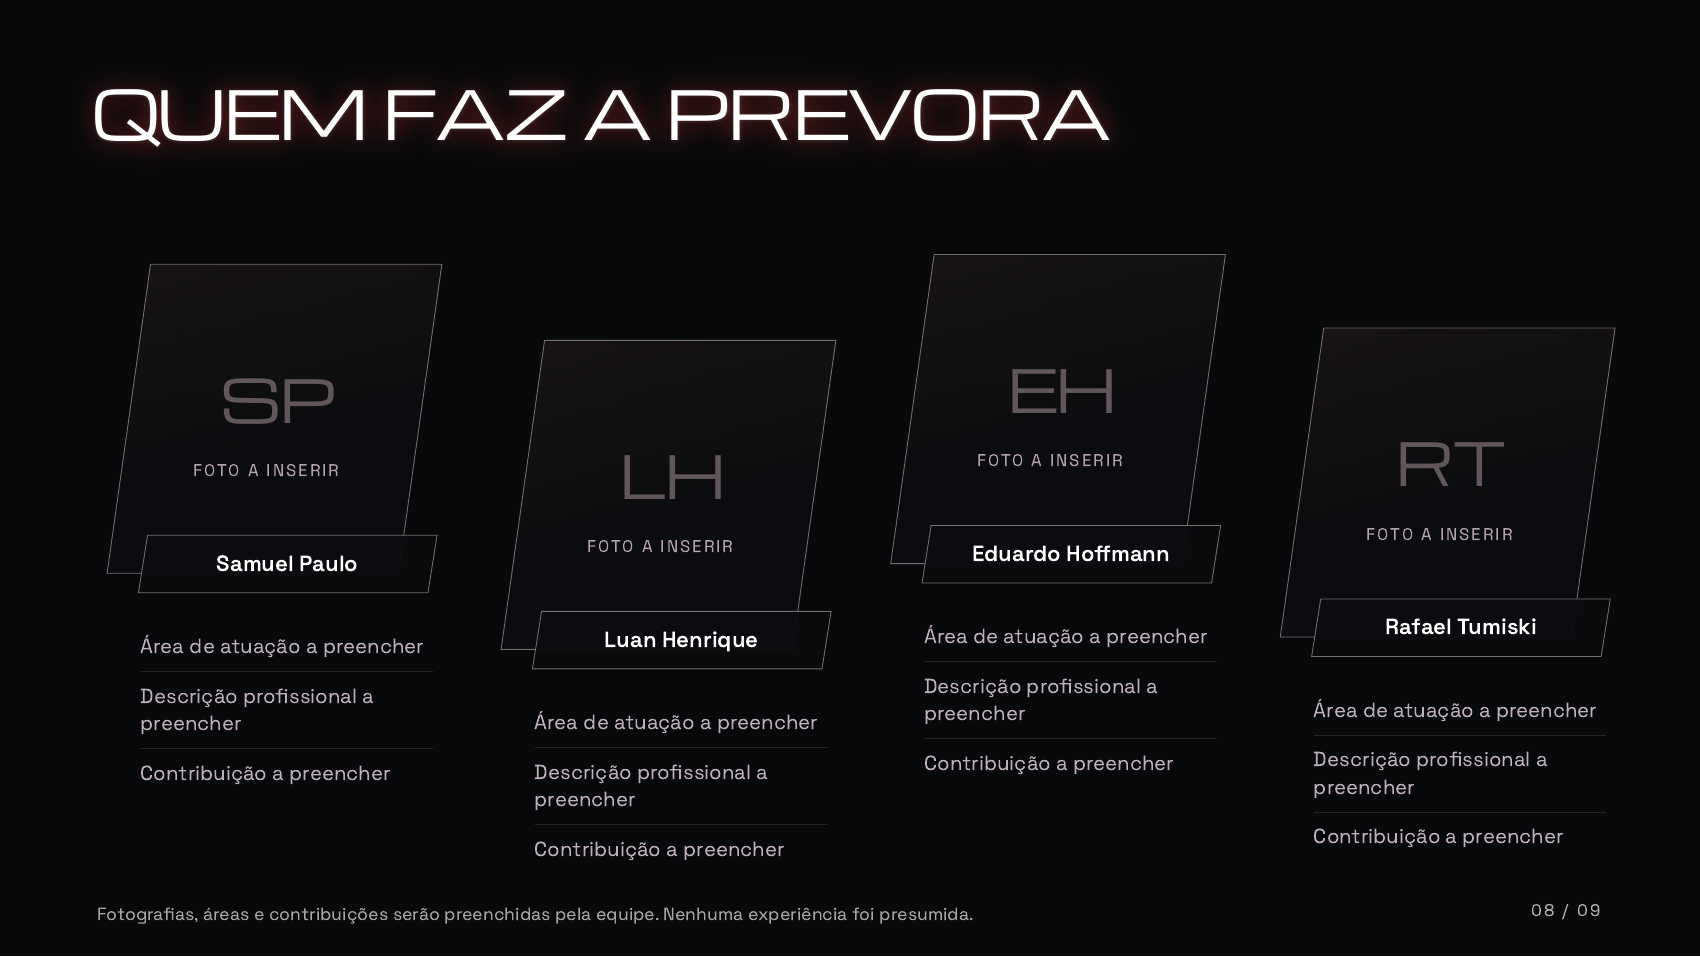 QUEM FAZ A PREVORA
SP
FOTO A INSERIR
Samuel Paulo
Área de atuação a preencher
Descrição profissional a
preencher
Contribuição a preencher
LH
FOTO A INSERIR
Luan Henrique
Área de atuação a preencher
Descrição profissional a
preencher
Contribuição a preencher
EH
FOTO A INSERIR
Eduardo Hoffmann
Área de atuação a preencher
Descrição profissional a
preencher
Contribuição a preencher
RT
FOTO A INSERIR
Rafael Tumiski
Área de atuação a preencher
Descrição profissional a
preencher
Contribuição a preencher
Fotografias, áreas e contribuições serão preenchidas pela equipe. Nenhuma experiência foi presumida.
08 / 09